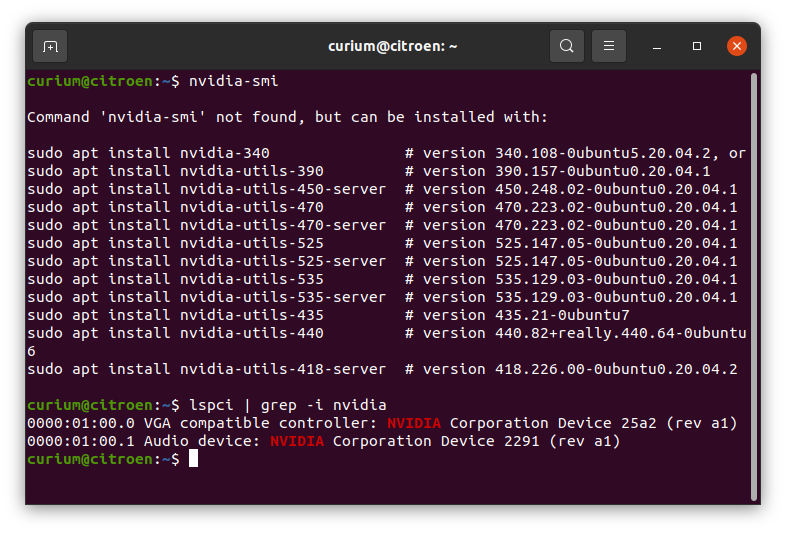 curium@citroen: ~
curium@citroen:~$ nvidia-smi
Command 'nvidia-smi' not found, but can be installed with:
sudo apt install nvidia-340               # version 340.108-0ubuntu5.20.04.2, or
sudo apt install nvidia-utils-390         # version 390.157-0ubuntu0.20.04.1
sudo apt install nvidia-utils-450-server  # version 450.248.02-0ubuntu0.20.04.1
sudo apt install nvidia-utils-470         # version 470.223.02-0ubuntu0.20.04.1
sudo apt install nvidia-utils-470-server  # version 470.223.02-0ubuntu0.20.04.1
sudo apt install nvidia-utils-525         # version 525.147.05-0ubuntu0.20.04.1
sudo apt install nvidia-utils-525-server  # version 525.147.05-0ubuntu0.20.04.1
sudo apt install nvidia-utils-535         # version 535.129.03-0ubuntu0.20.04.1
sudo apt install nvidia-utils-535-server  # version 535.129.03-0ubuntu0.20.04.1
sudo apt install nvidia-utils-435         # version 435.21-0ubuntu7
sudo apt install nvidia-utils-440         # version 440.82+really.440.64-0ubuntu
6
sudo apt install nvidia-utils-418-server  # version 418.226.00-0ubuntu0.20.04.2
curium@citroen:~$ lspci | grep -i nvidia
0000:01:00.0 VGA compatible controller: NVIDIA Corporation Device 25a2 (rev a1)
0000:01:00.1 Audio device: NVIDIA Corporation Device 2291 (rev a1)
curium@citroen:~$